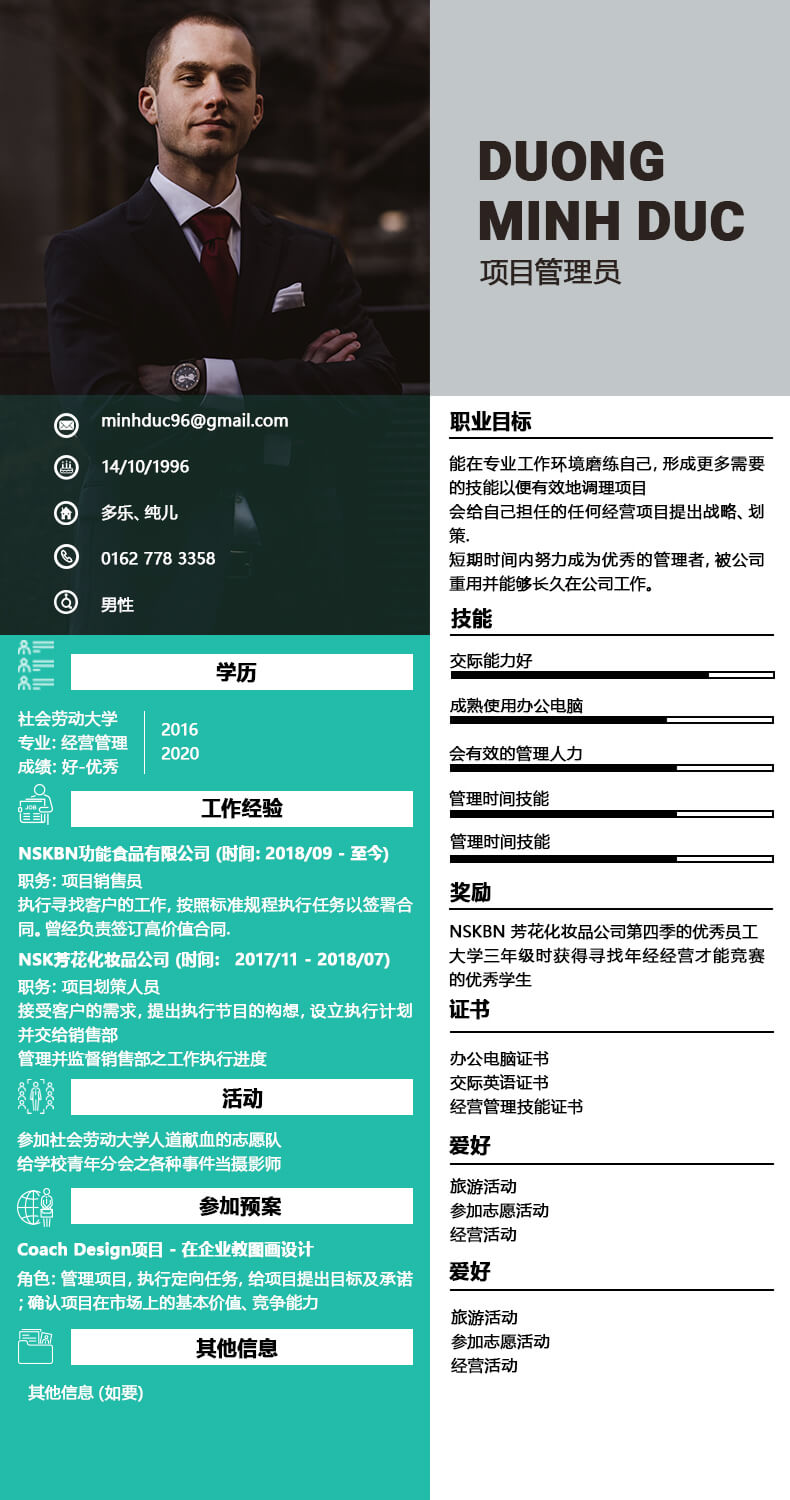 DUONG
MINH DUC
项目管理员
minhduc96@gmail.com
14/10/1996
多乐、纯儿
0162 778 3358
男性
学历
社会劳动大学
专业: 经营管理
成绩: 好-优秀
2016
2020
工作经验
NSKBN功能食品有限公司 (时间: 2018/09 - 至今)
职务: 项目销售员
执行寻找客户的工作, 按照标准规程执行任务以签署合
同。曾经负责签订高价值合同.
NSK芳花化妆品公司 (时间: 2017/11 - 2018/07)
职务: 项目划策人员
接受客户的需求, 提出执行节目的构想, 设立执行计划
并交给销售部
管理并监督销售部之工作执行进度
活动
参加社会劳动大学人道献血的志愿队
给学校青年分会之各种事件当摄影师
参加预案
Coach Design项目 - 在企业教图画设计
角色: 管理项目, 执行定向任务, 给项目提出目标及承诺
; 确认项目在市场上的基本价值、竞争能力
其他信息
其他信息 (如要)
职业目标
能在专业工作环境磨练自己, 形成更多需要
的技能以便有效地调理项目
会给自己担任的任何经营项目提出战略、划
策.
短期时间内努力成为优秀的管理者, 被公司
重用并能够长久在公司工作。
技能
交际能力好
成熟使用办公电脑
会有效的管理人力
管理时间技能
管理时间技能
奖励
NSKBN 芳花化妆品公司第四季的优秀员工
大学三年级时获得寻找年经经营才能竞赛
的优秀学生
证书
办公电脑证书
交际英语证书
经营管理技能证书
爱好
旅游活动
参加志愿活动
经营活动
爱好
旅游活动
参加志愿活动
经营活动
JOB